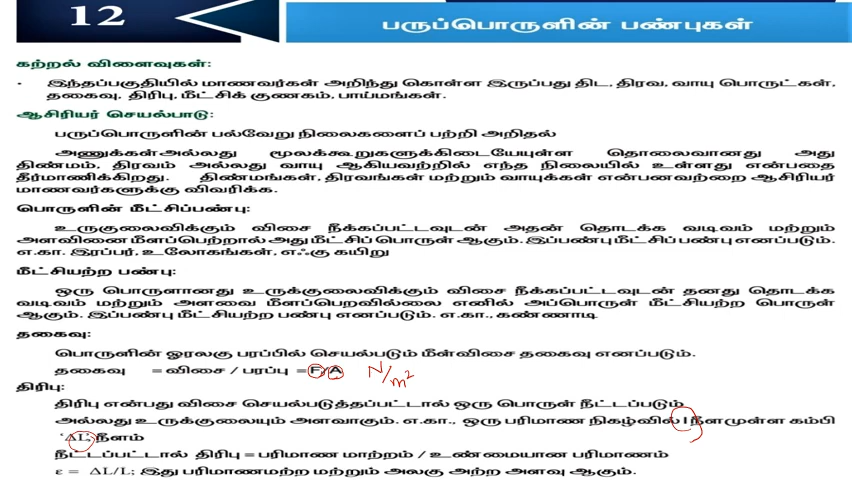 12
பருப்பொருளின் பண்புகள்
கற்றல் விளைவுகள்:
• இந்தப்பகுதியில் மாணவர்கள் அறிந்து கொள்ள இருப்பது திட, திரவ, வாயு பொருட்கள்,
தகைவு, திரிபு, மீட்சிக் குணகம், பாய்மங்கள்.
ஆசிரியர் செயல்பாடு:
பருப்பொருளின் பல்வேறு நிலைகளைப் பற்றி அறிதல்
அணுக்கள்அல்லது மூலக்கூறுகளுக்கிடையேயுள்ள தொலைவானது அது
திண்மம், திரவம் அல்லது வாயு ஆகியவற்றில் எந்த நிலையில் உள்ளது என்பதை
தீர்மாணிக்கிறது. திண்மங்கள், திரவங்கள் மற்றும் வாயுக்கள் என்பனவற்றை ஆசிரியர்
மாணவர்களுக்கு விவரிக்க.
பொருளின் மீட்சிப்பண்பு:
உருகுலைவிக்கும் விசை நீக்கப்பட்டவுடன் அதன் தொடக்க வடிவம் மற்றும்
அளவினை மீளப்பெற்றால் அது மீட்சிப் பொருள் ஆகும். இப்பண்பு மீட்சிப் பண்பு எனப்படும்.
எ.கா. இரப்பர், உலோகங்கள், எஃகு கயிறு
மீட்சியற்ற பண்பு:
ஒரு பொருளானது உருக்குலைவிக்கும் விசை நீக்கப்பட்டவுடன் தனது தொடக்க
வடிவம் மற்றும் அளவை மீளப்பெறவில்லை எனில் அப்பொருள் மீட்சியற்ற பொருள்
ஆகும். இப்பண்பு மீட்சியற்ற பண்பு எனப்படும். எ.கா., கண்ணாடி
தகைவு:
பொருளின் ஓரலகு பரப்பில் செயல்படும் மீள்விசை தகைவு எனப்படும்.
தகைவு = விசை / பரப்பு = F/A N/m²
திரிபு:
திரிபு என்பது விசை செயல்படுத்தப்பட்டால் ஒரு பொருள் நீட்டப்படும்
அல்லது உருக்குலையும் அளவாகும். எ.கா., ஒரு பரிமாண நிகழ்வில் l நீளமுள்ள கம்பி
‘ΔL’ நீளம்
நீட்டப்பட்டால் திரிபு = பரிமாண மாற்றம் / உண்மையான பரிமாணம்
ε = ΔL/L; இது பரிமாணமற்ற மற்றும் அலகு அற்ற அளவு ஆகும்.